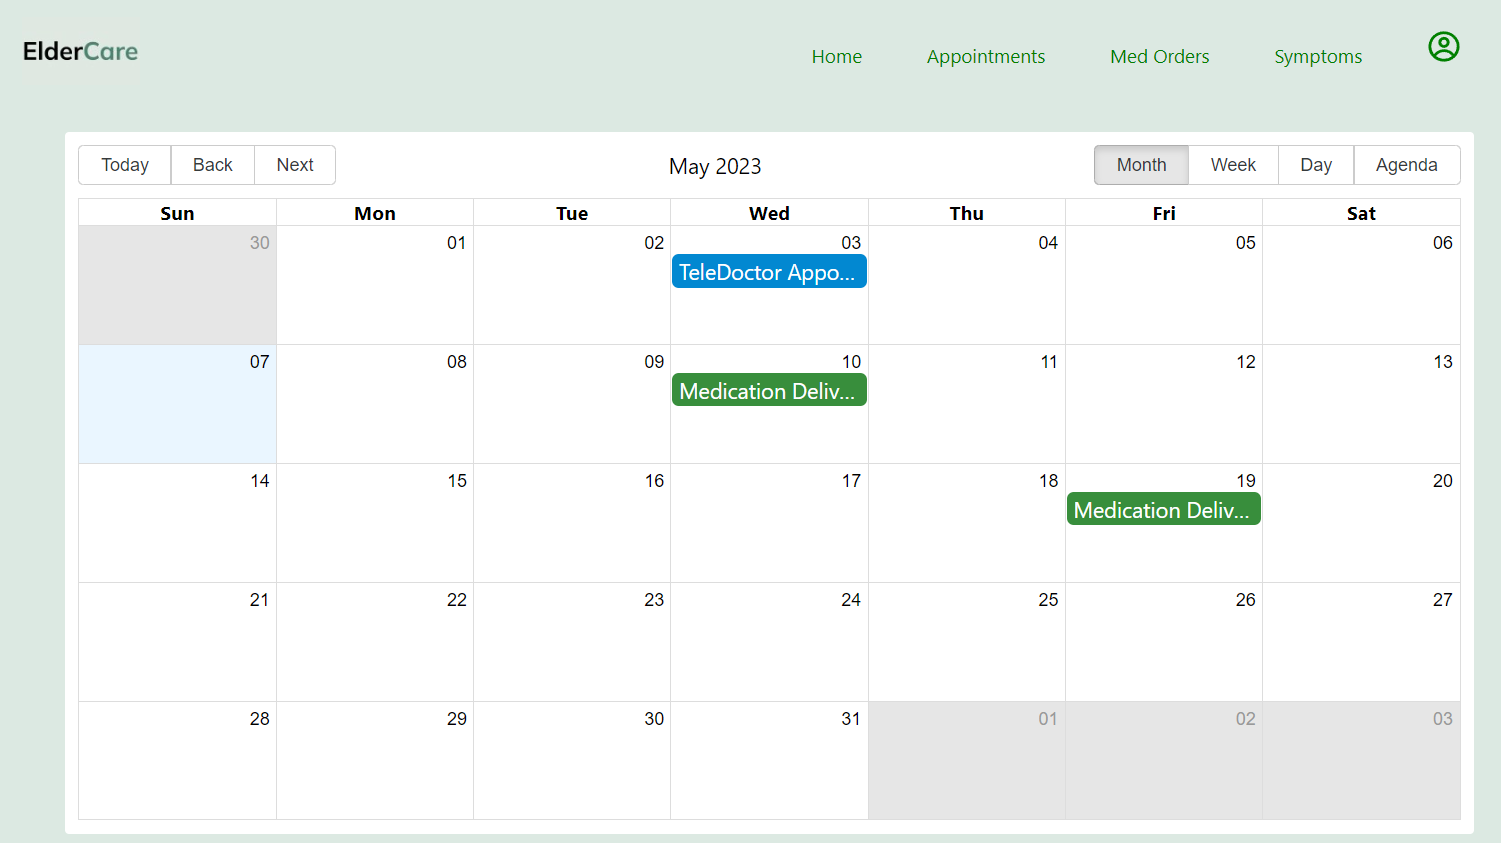 ElderCare
Home Appointments Med Orders Symptoms
Today Back Next May 2023 Month Week Day Agenda
Sun Mon Tue Wed Thu Fri Sat
30 01 02 03 04 05 06
TeleDoctor Appo...
07 08 09 10 11 12 13
Medication Deliv...
14 15 16 17 18 19 20
Medication Deliv...
21 22 23 24 25 26 27
28 29 30 31 01 02 03